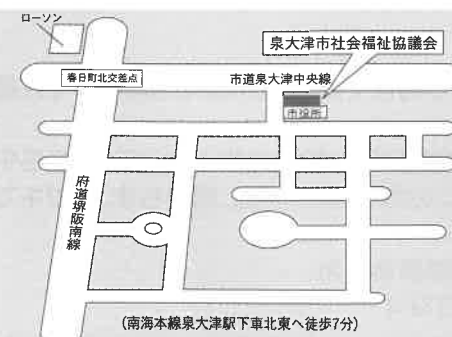 ローソン
泉大津市社会福祉協議会
春日町北交差点
市道泉大津中央線
市役所
府道堺阪南線
(南海本線泉大津駅下車北東へ徒歩7分)